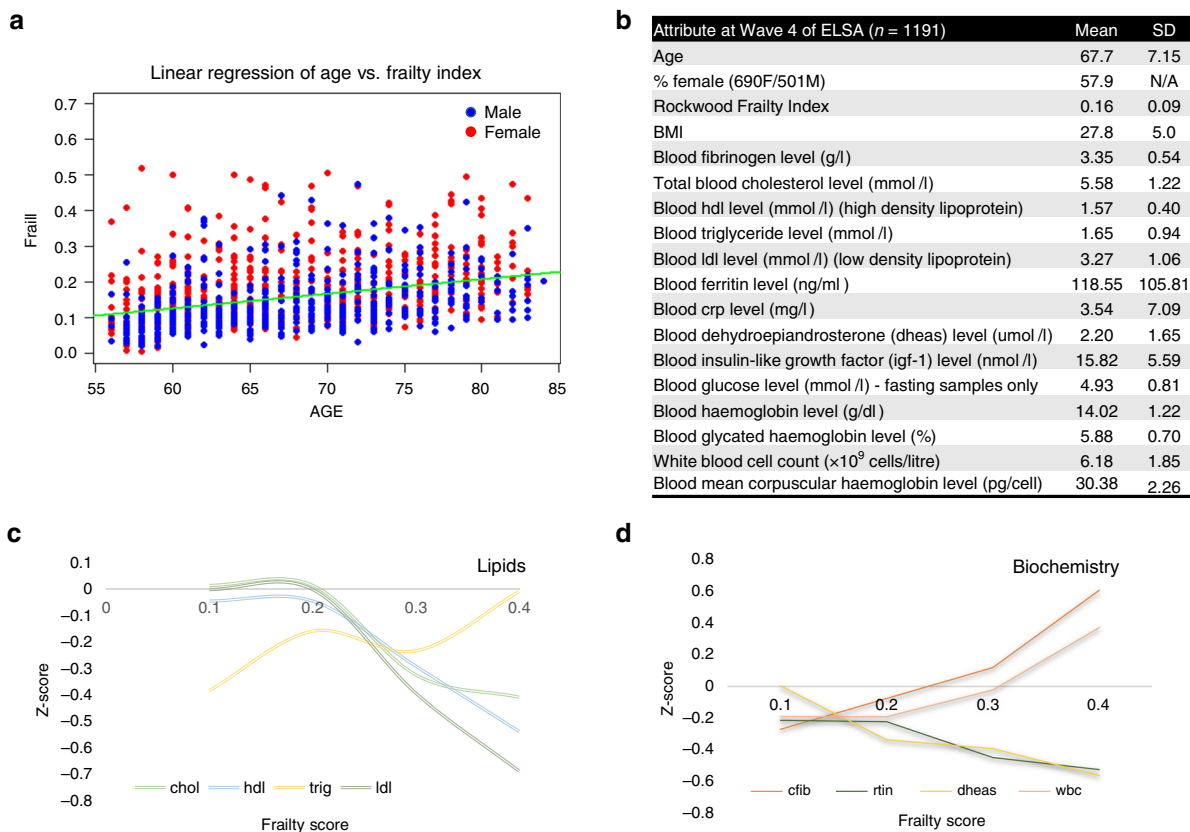 a
Linear regression of age vs. frailty index
0.7
0.6
0.5
0.4
0.3
0.2
0.1
0.0
Fraill
Male
Female
55 60 65 70 75 80 85
AGE
b
Attribute at Wave 4 of ELSA (n = 1191) Mean SD
Age 67.7 7.15
% female (690F/501M) 57.9 N/A
Rockwood Frailty Index 0.16 0.09
BMI 27.8 5.0
Blood fibrinogen level (g/l) 3.35 0.54
Total blood cholesterol level (mmol /l) 5.58 1.22
Blood hdl level (mmol /l) (high density lipoprotein) 1.57 0.40
Blood triglyceride level (mmol /l) 1.65 0.94
Blood ldl level (mmol /l) (low density lipoprotein) 3.27 1.06
Blood ferritin level (ng/ml ) 118.55 105.81
Blood crp level (mg/l) 3.54 7.09
Blood dehydroepiandrosterone (dheas) level (umol /l) 2.20 1.65
Blood insulin-like growth factor (igf-1) level (nmol /l) 15.82 5.59
Blood glucose level (mmol /l) - fasting samples only 4.93 0.81
Blood haemoglobin level (g/dl ) 14.02 1.22
Blood glycated haemoglobin level (%) 5.88 0.70
White blood cell count (×10⁹ cells/litre) 6.18 1.85
Blood mean corpuscular haemoglobin level (pg/cell) 30.38 2.26
c
Lipids
0.1
0
–0.1
–0.2
–0.3
–0.4
–0.5
–0.6
–0.7
–0.8
Z-score
0 0.1 0.2 0.3 0.4
chol hdl trig ldl
Frailty score
d
Biochemistry
0.8
0.6
0.4
0.2
0
–0.2
–0.4
–0.6
–0.8
Z-score
0.1 0.2 0.3 0.4
cfib rtin dheas wbc
Frailty score